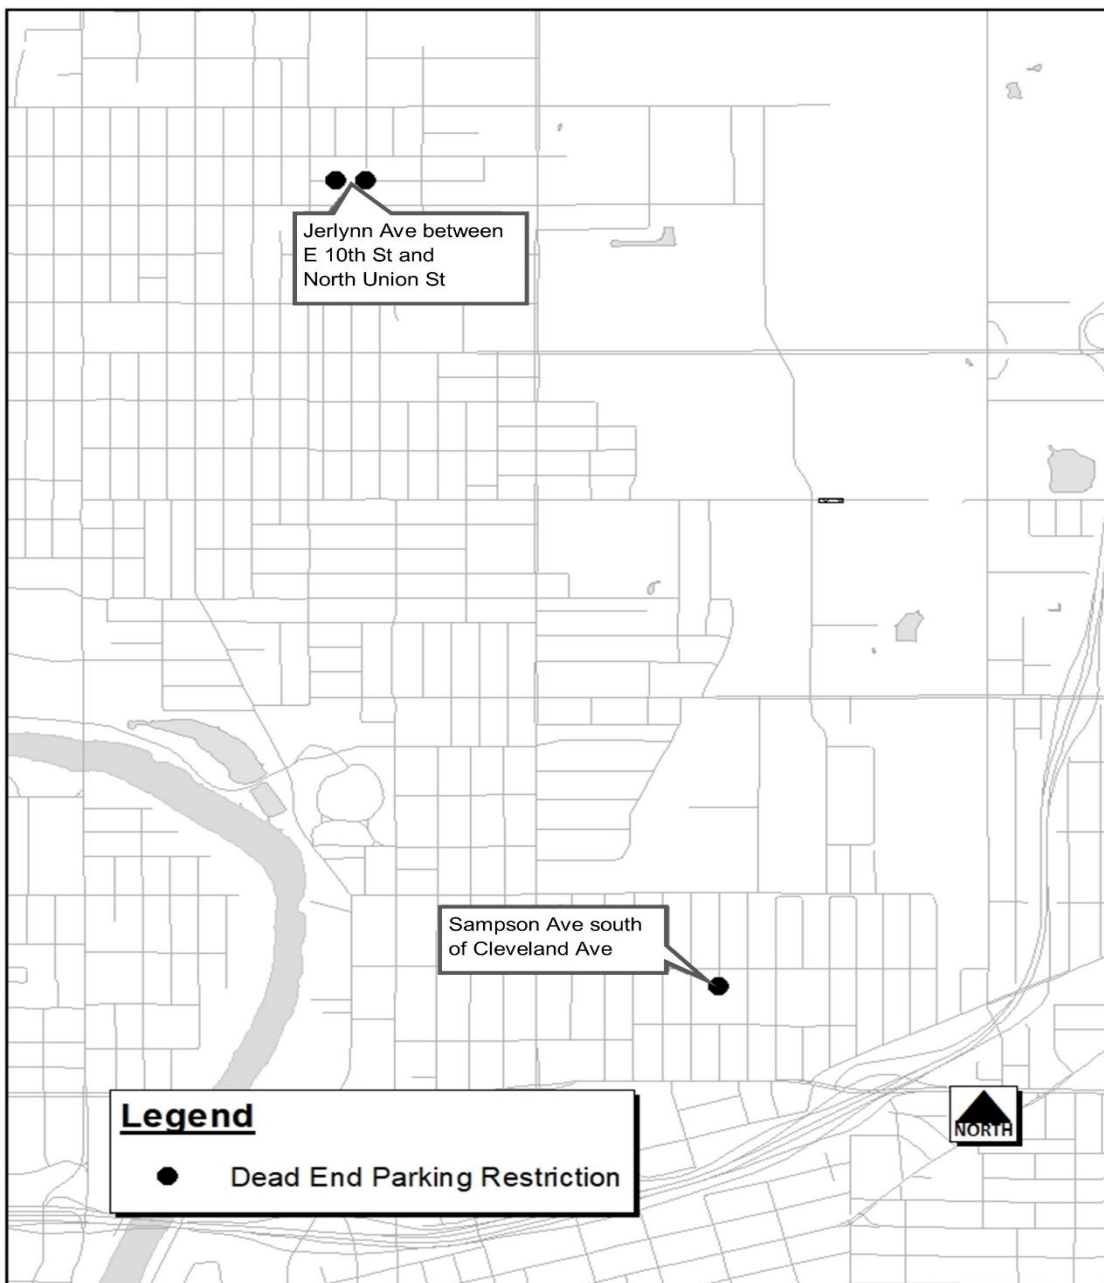 Jerlynn Ave between
E 10th St and
North Union St
Sampson Ave south
of Cleveland Ave
Legend
Dead End Parking Restriction
NORTH